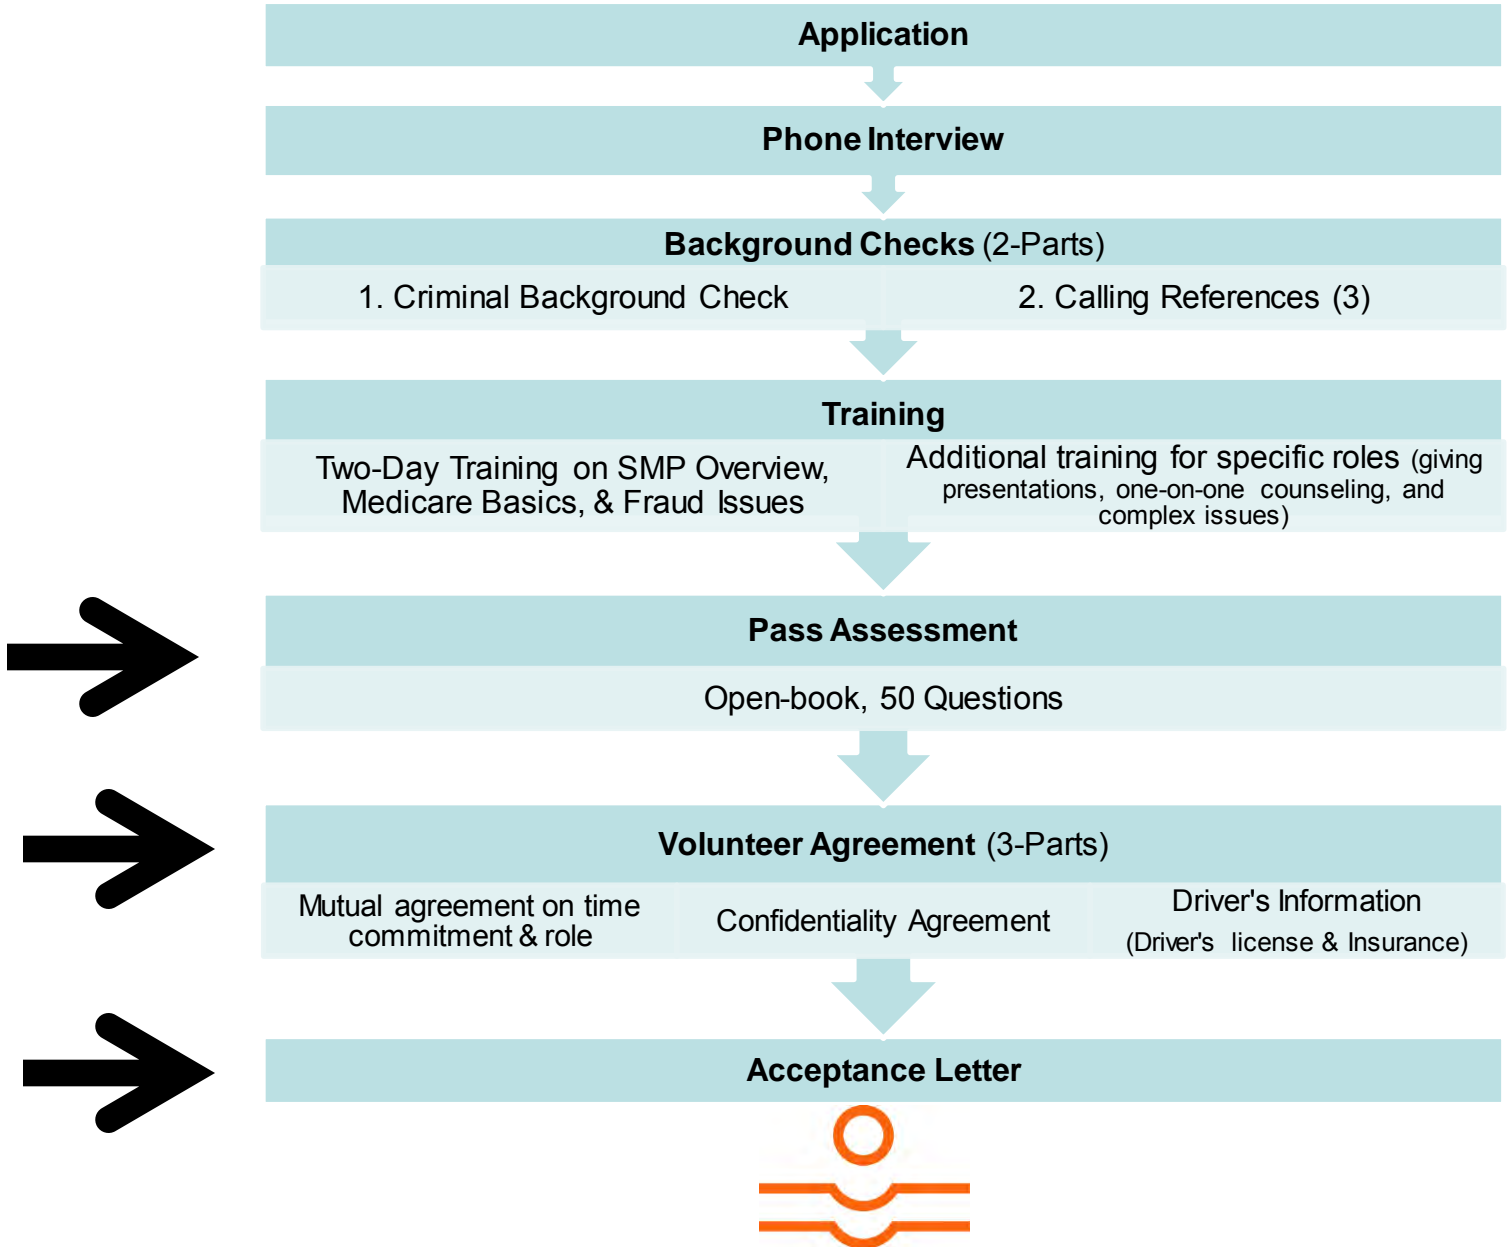 Application
Phone Interview
Background Checks (2-Parts)
1. Criminal Background Check
2. Calling References (3)
Training
Two-Day Training on SMP Overview,
Medicare Basics, & Fraud Issues
Additional training for specific roles (giving
presentations, one-on-one counseling, and
complex issues)
Pass Assessment
Open-book, 50 Questions
Volunteer Agreement (3-Parts)
Mutual agreement on time
commitment & role
Confidentiality Agreement
Driver's Information
(Driver's license & Insurance)
Acceptance Letter